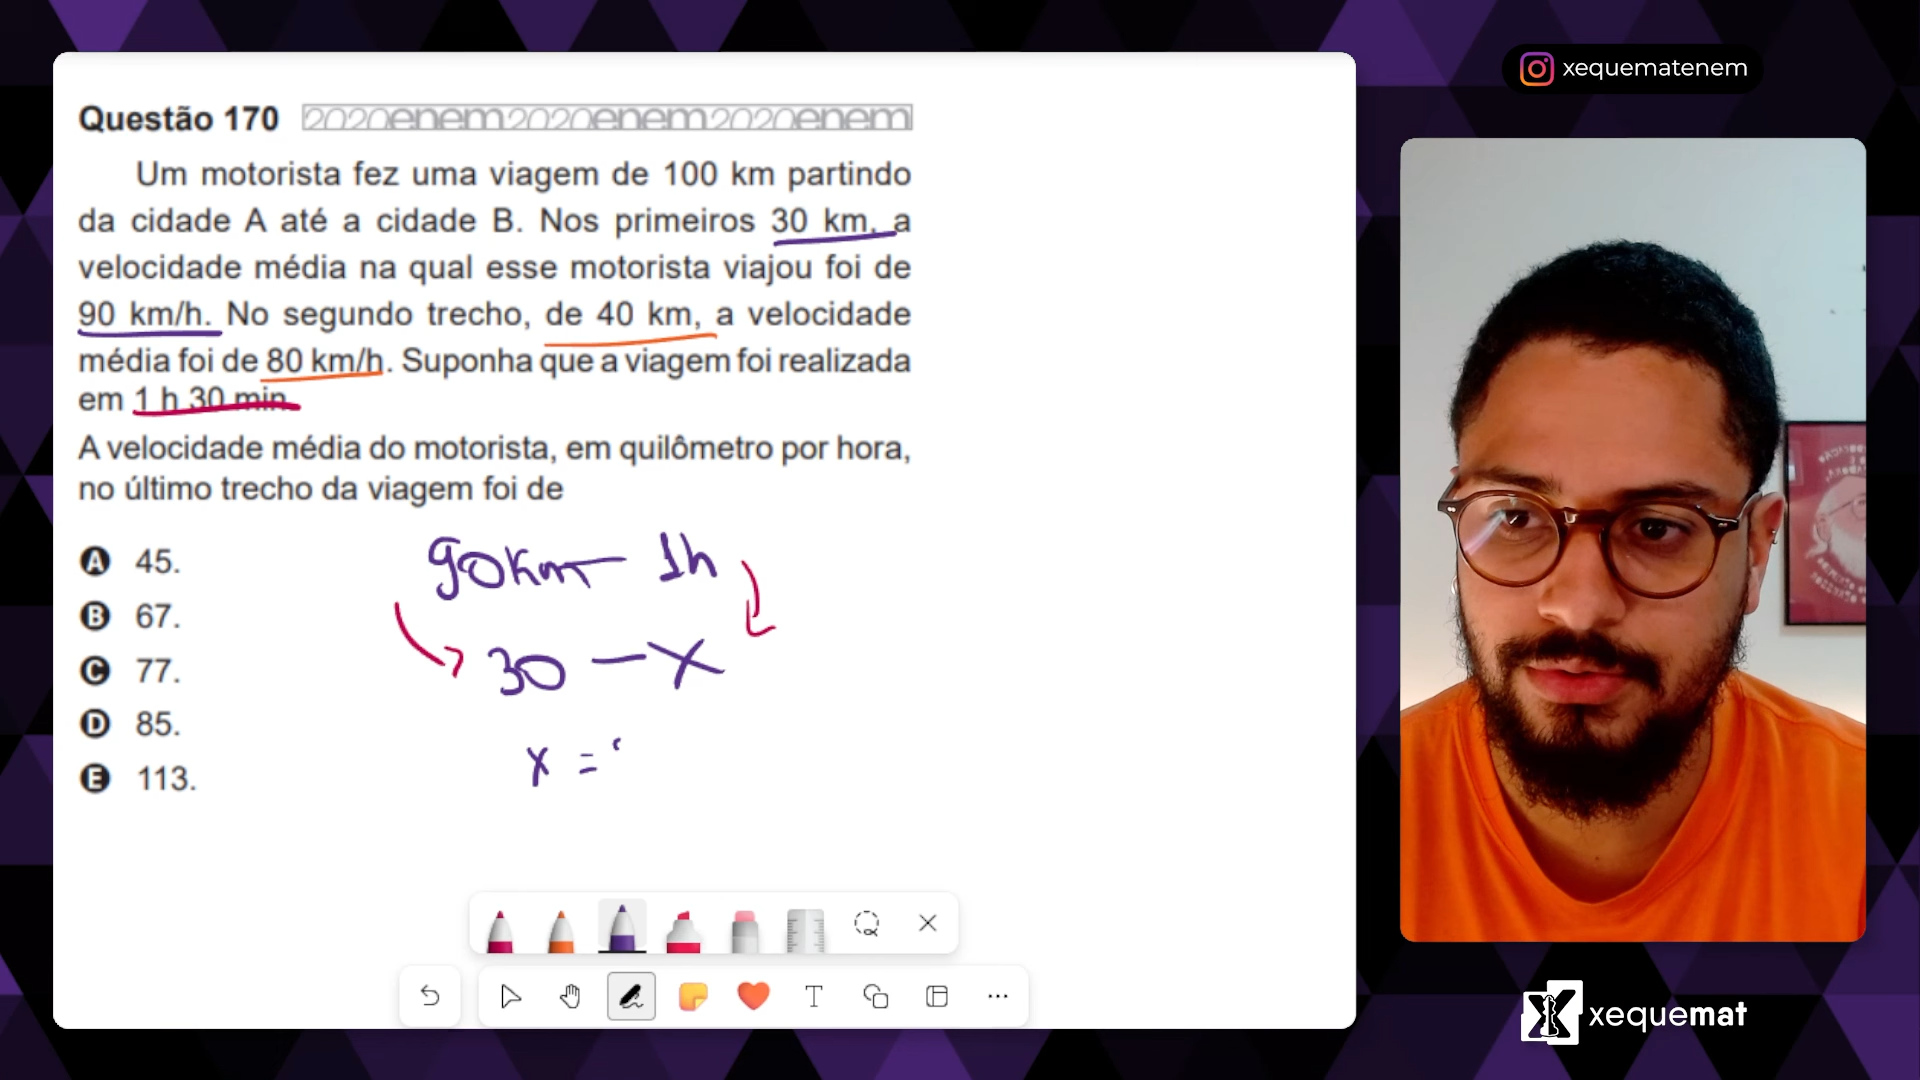 xequematenem
Questão 170 2020enem2020enem2020enem
Um motorista fez uma viagem de 100 km partindo
da cidade A até a cidade B. Nos primeiros 30 km, a
velocidade média na qual esse motorista viajou foi de
90 km/h. No segundo trecho, de 40 km, a velocidade
média foi de 80 km/h. Suponha que a viagem foi realizada
em 1 h 30 min.
A velocidade média do motorista, em quilômetro por hora,
no último trecho da viagem foi de
A 45.
B 67.
C 77.
D 85.
E 113.
90km — 1h
30 — X
x =
T
xequemat